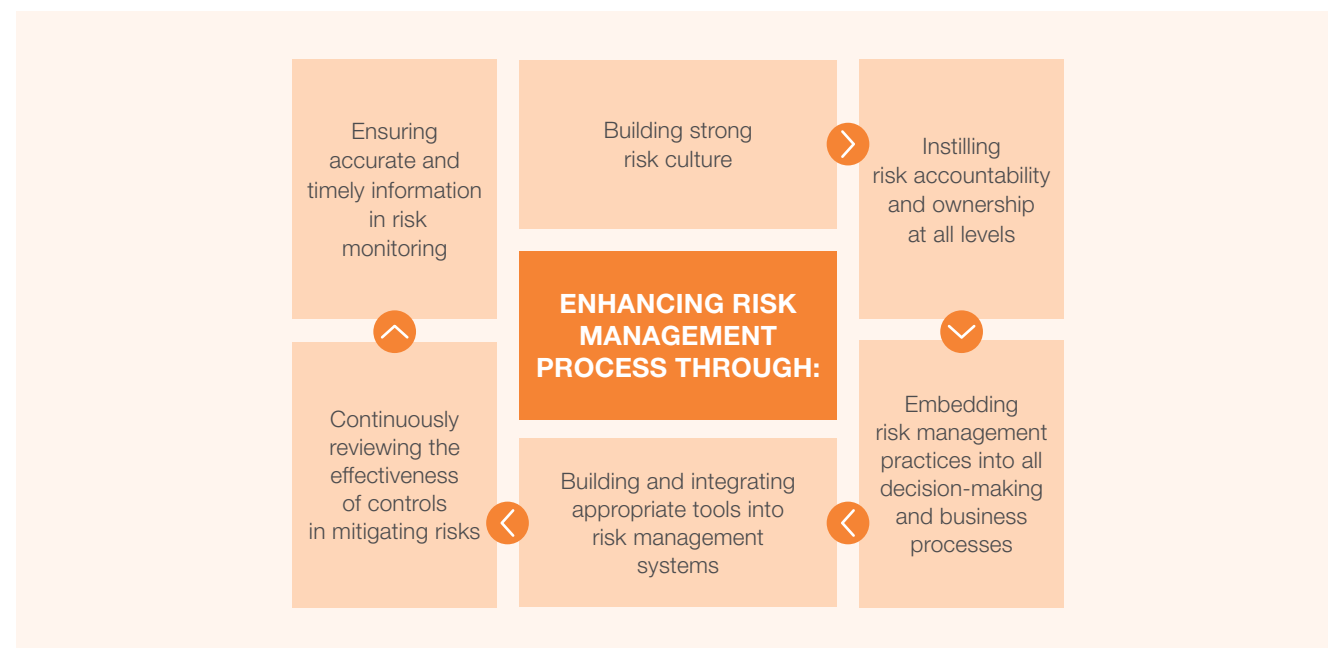 Ensuring
accurate and
timely information
in risk
monitoring
Building strong
risk culture
Instilling
risk accountability
and ownership
at all levels
ENHANCING RISK
MANAGEMENT
PROCESS THROUGH:
Continuously
reviewing the
effectiveness
of controls
in mitigating risks
Building and integrating
appropriate tools into
risk management
systems
Embedding
risk management
practices into all
decision-making
and business
processes